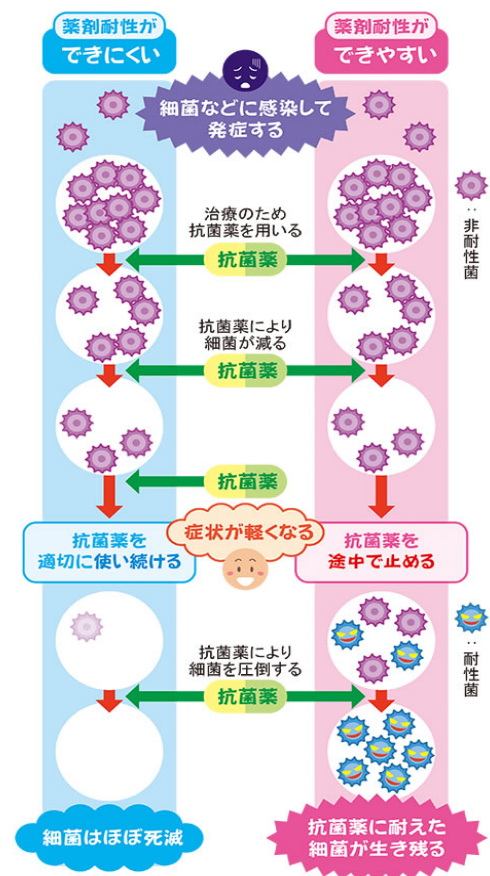 薬剤耐性が
できにくい
薬剤耐性が
できやすい
細菌などに感染して
発症する
治療のため
抗菌薬を用いる
抗菌薬
:非耐性菌
抗菌薬により
細菌が減る
抗菌薬
抗菌薬
症状が軽くなる
抗菌薬を
適切に使い続ける
抗菌薬を
途中で止める
抗菌薬により
細菌を圧倒する
抗菌薬
:耐性菌
細菌はほぼ死滅
抗菌薬に耐えた
細菌が生き残る